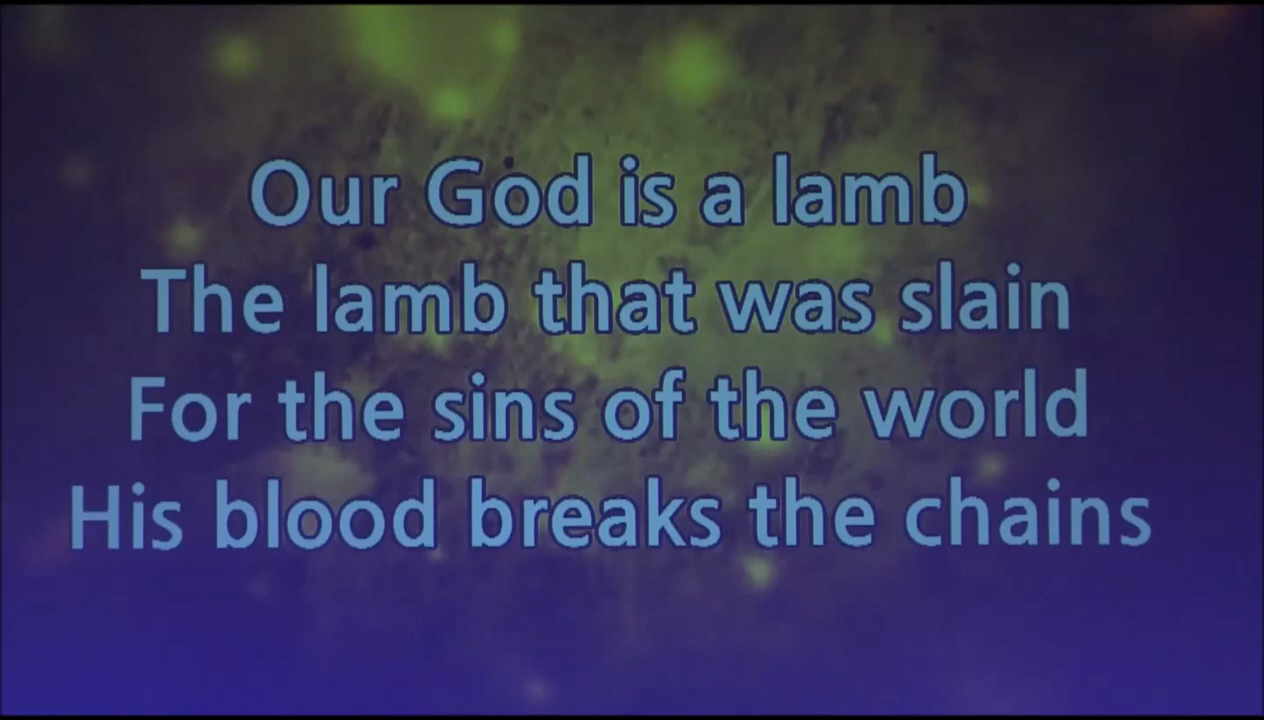 Our God is a lamb
The lamb that was slain
For the sins of the world
His blood breaks the chains